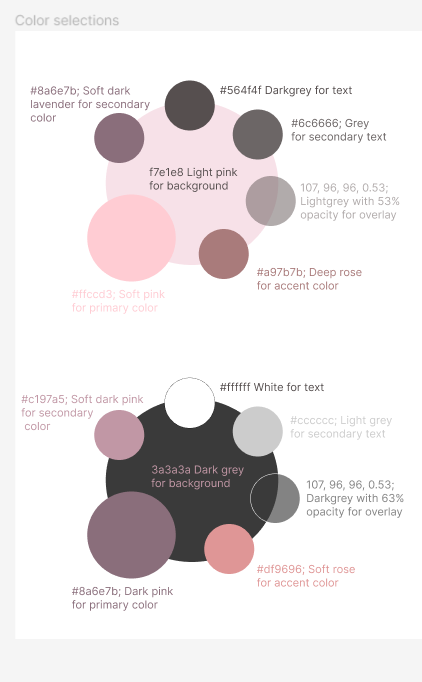 Color selections
#8a6e7b; Soft dark
lavender for secondary
color
#564f4f Darkgrey for text
#6c6666; Grey
for secondary text
f7e1e8 Light pink
for background
107, 96, 96, 0.53;
Lightgrey with 53%
opacity for overlay
#a97b7b; Deep rose
for accent color
#ffccd3; Soft pink
for primary color
#ffffff White for text
#c197a5; Soft dark pink
for secondary
color
#cccccc; Light grey
for secondary text
3a3a3a Dark grey
for background
107, 96, 96, 0.53;
Darkgrey with 63%
opacity for overlay
#df9696; Soft rose
for accent color
#8a6e7b; Dark pink
for primary color